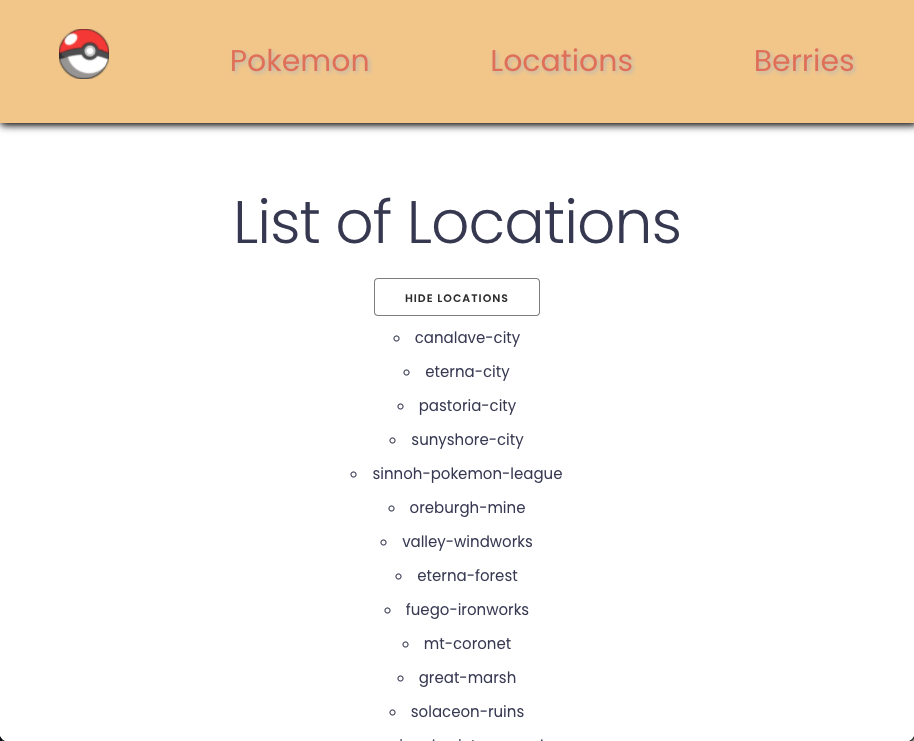 Pokemon Locations Berries
List of Locations
HIDE LOCATIONS
canalave-city
eterna-city
pastoria-city
sunyshore-city
sinnoh-pokemon-league
oreburgh-mine
valley-windworks
eterna-forest
fuego-ironworks
mt-coronet
great-marsh
solaceon-ruins